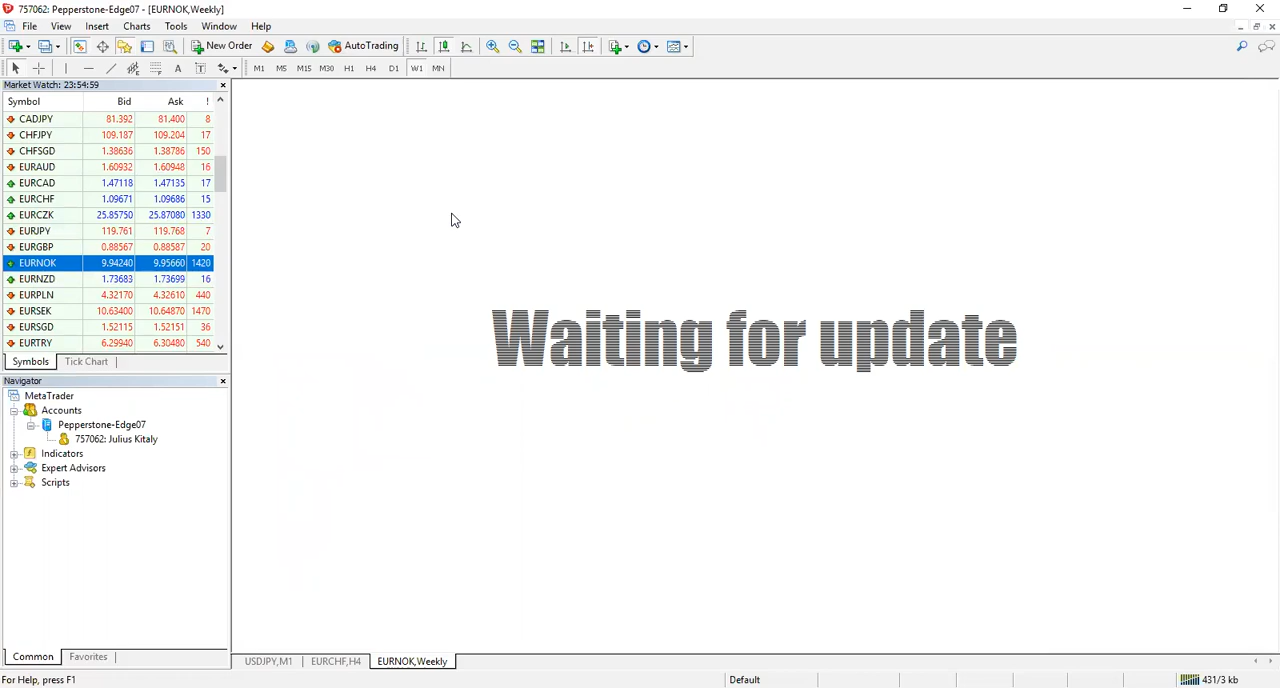 757062: Pepperstone-Edge07 - [EURNOK,Weekly]
File View Insert Charts Tools Window Help
New Order AutoTrading
A T M1 M5 M15 M30 H1 H4 D1 W1 MN
Market Watch: 23:54:59
Symbol Bid Ask !
CADJPY 81.392 81.400 8
CHFJPY 109.187 109.204 17
CHFSGD 1.38636 1.38786 150
EURAUD 1.60932 1.60948 16
EURCAD 1.47118 1.47135 17
EURCHF 1.09671 1.09686 15
EURCZK 25.85750 25.87080 1330
EURJPY 119.761 119.768 7
EURGBP 0.88567 0.88587 20
EURNOK 9.94240 9.95660 1420
EURNZD 1.73683 1.73699 16
EURPLN 4.32170 4.32610 440
EURSEK 10.63400 10.64870 1470
EURSGD 1.52115 1.52151 36
EURTRY 6.29940 6.30480 540
Symbols Tick Chart
Navigator
MetaTrader
Accounts
Pepperstone-Edge07
757062: Julius Kitaly
Indicators
Expert Advisors
Scripts
Common Favorites
Waiting for update
USDJPY,M1 EURCHF,H4 EURNOK,Weekly
For Help, press F1 Default 431/3 kb